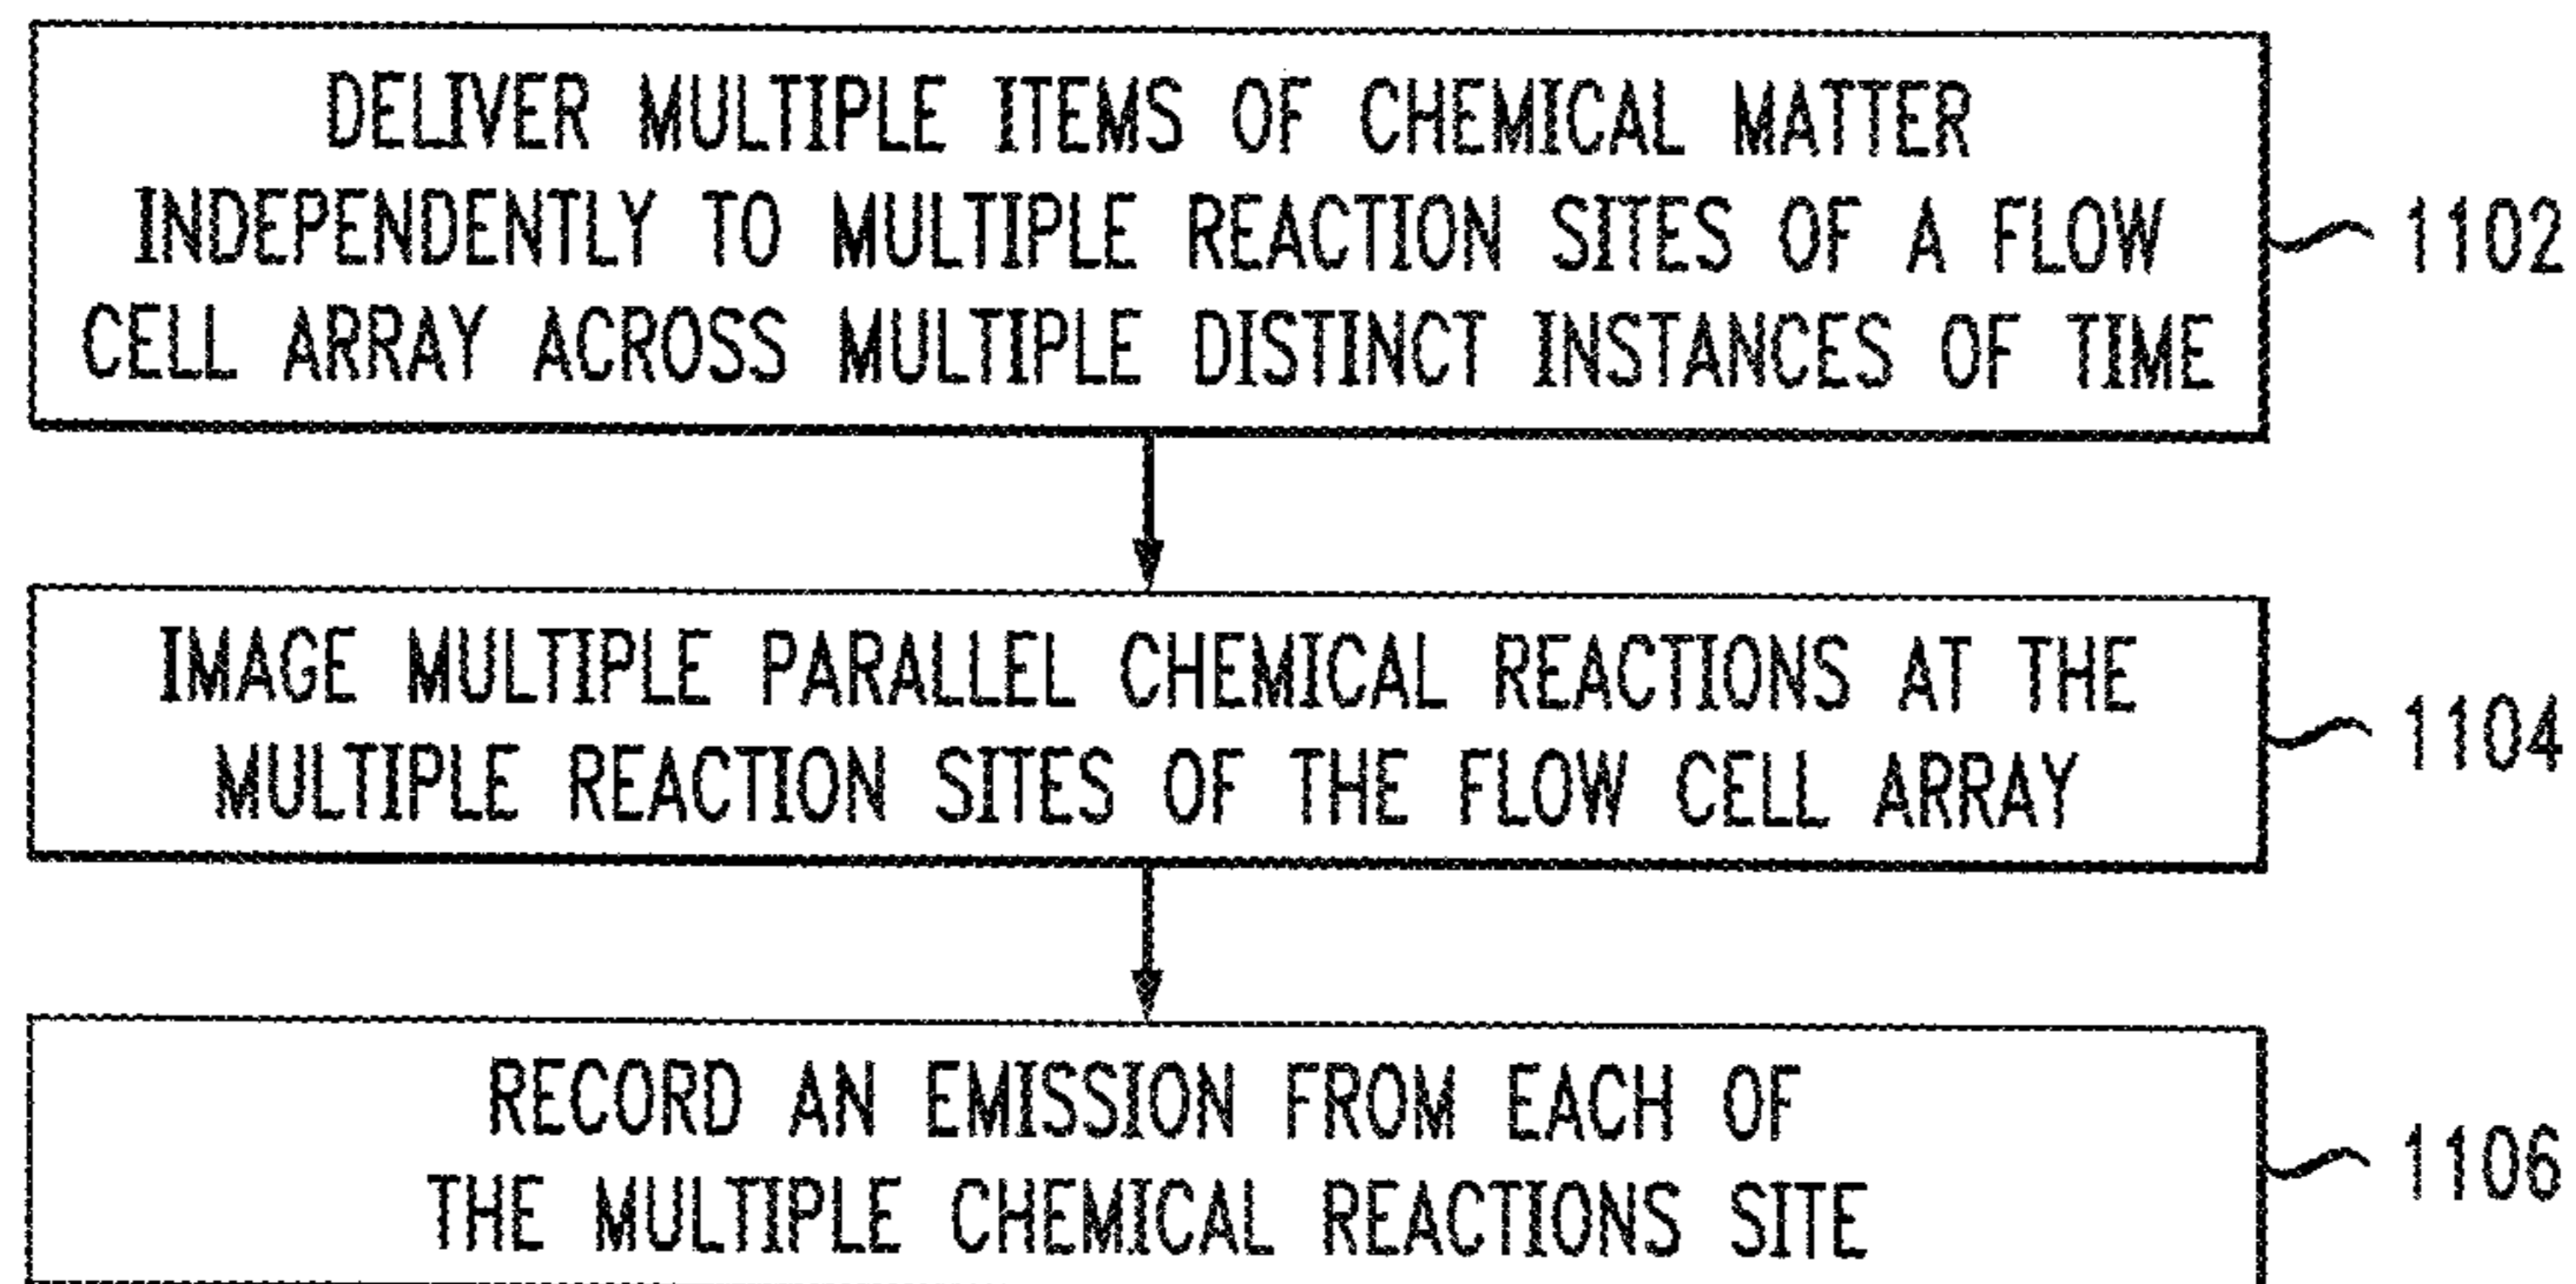 DELIVER MULTIPLE ITEMS OF CHEMICAL MATTER
INDEPENDENTLY TO MULTIPLE REACTION SITES OF A FLOW
CELL ARRAY ACROSS MULTIPLE DISTINCT INSTANCES OF TIME
1102
IMAGE MULTIPLE PARALLEL CHEMICAL REACTIONS AT THE
MULTIPLE REACTION SITES OF THE FLOW CELL ARRAY
1104
RECORD AN EMISSION FROM EACH OF
THE MULTIPLE CHEMICAL REACTIONS SITE
1106